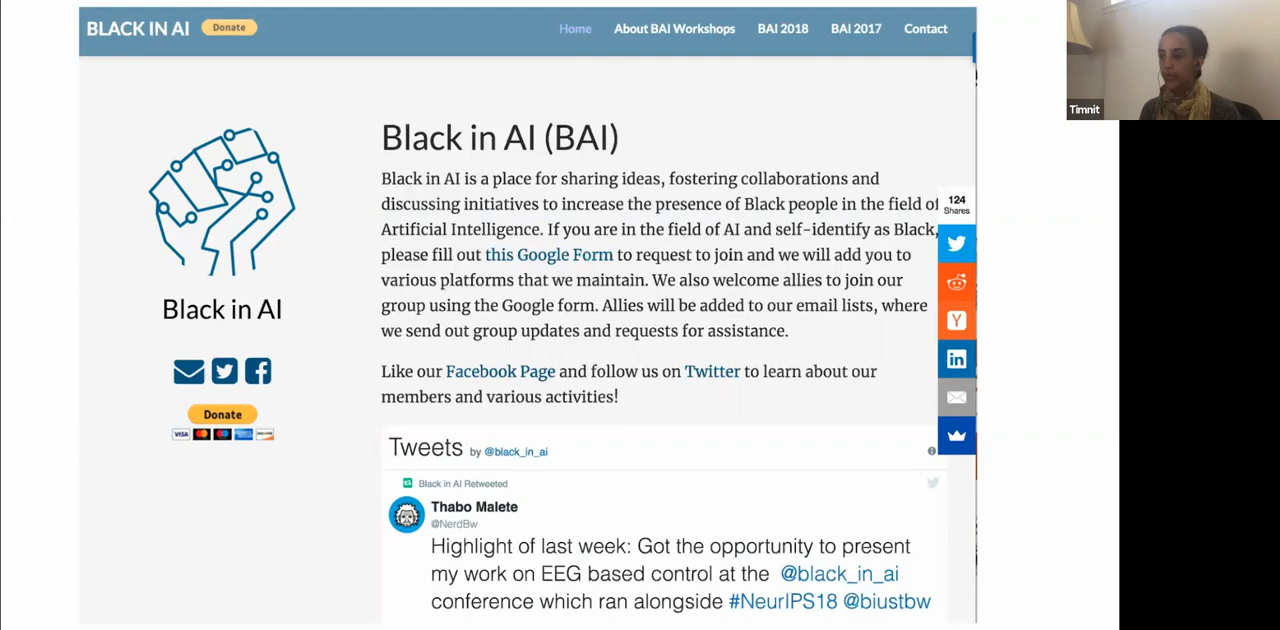 BLACK IN AI Donate Home About BAI Workshops BAI 2018 BAI 2017 Contact
Timnit
Black in AI (BAI)
Black in AI is a place for sharing ideas, fostering collaborations and
discussing initiatives to increase the presence of Black people in the field of
Artificial Intelligence. If you are in the field of AI and self-identify as Black,
please fill out this Google Form to request to join and we will add you to
various platforms that we maintain. We also welcome allies to join our
group using the Google form. Allies will be added to our email lists, where
we send out group updates and requests for assistance.
Like our Facebook Page and follow us on Twitter to learn about our
members and various activities!
Black in AI
Donate
VISA
124
Shares
Y
in
Tweets by @black_in_ai
Black in AI Retweeted
Thabo Malete
@NerdBw
Highlight of last week: Got the opportunity to present
my work on EEG based control at the @black_in_ai
conference which ran alongside #NeurIPS18 @biustbw